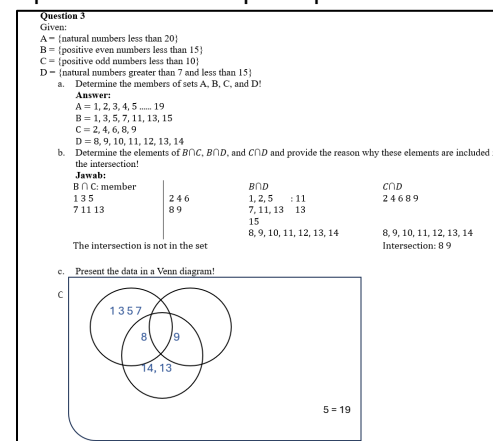 Question 3
Given:
A = {natural numbers less than 20}
B = {positive even numbers less than 15}
C = {positive odd numbers less than 10}
D = {natural numbers greater than 7 and less than 15}
a. Determine the members of sets A, B, C, and D!
Answer:
A = 1, 2, 3, 4, 5 ...... 19
B = 1, 3, 5, 7, 11, 13, 15
C = 2, 4, 6, 8, 9
D = 8, 9, 10, 11, 12, 13, 14
b. Determine the elements of B∩C, B∩D, and C∩D and provide the reason why these elements are included
the intersection!
Jawab:
B ∩ C: member B∩D C∩D
1 3 5 2 4 6 1, 2, 5 : 11 2 4 6 8 9
7 11 13 8 9 7, 11, 13 13
15
8, 9, 10, 11, 12, 13, 14 8, 9, 10, 11, 12, 13, 14
The intersection is not in the set Intersection: 8 9
c. Present the data in a Venn diagram!
C
1 3 5 7
8 9
14, 13
5 = 19